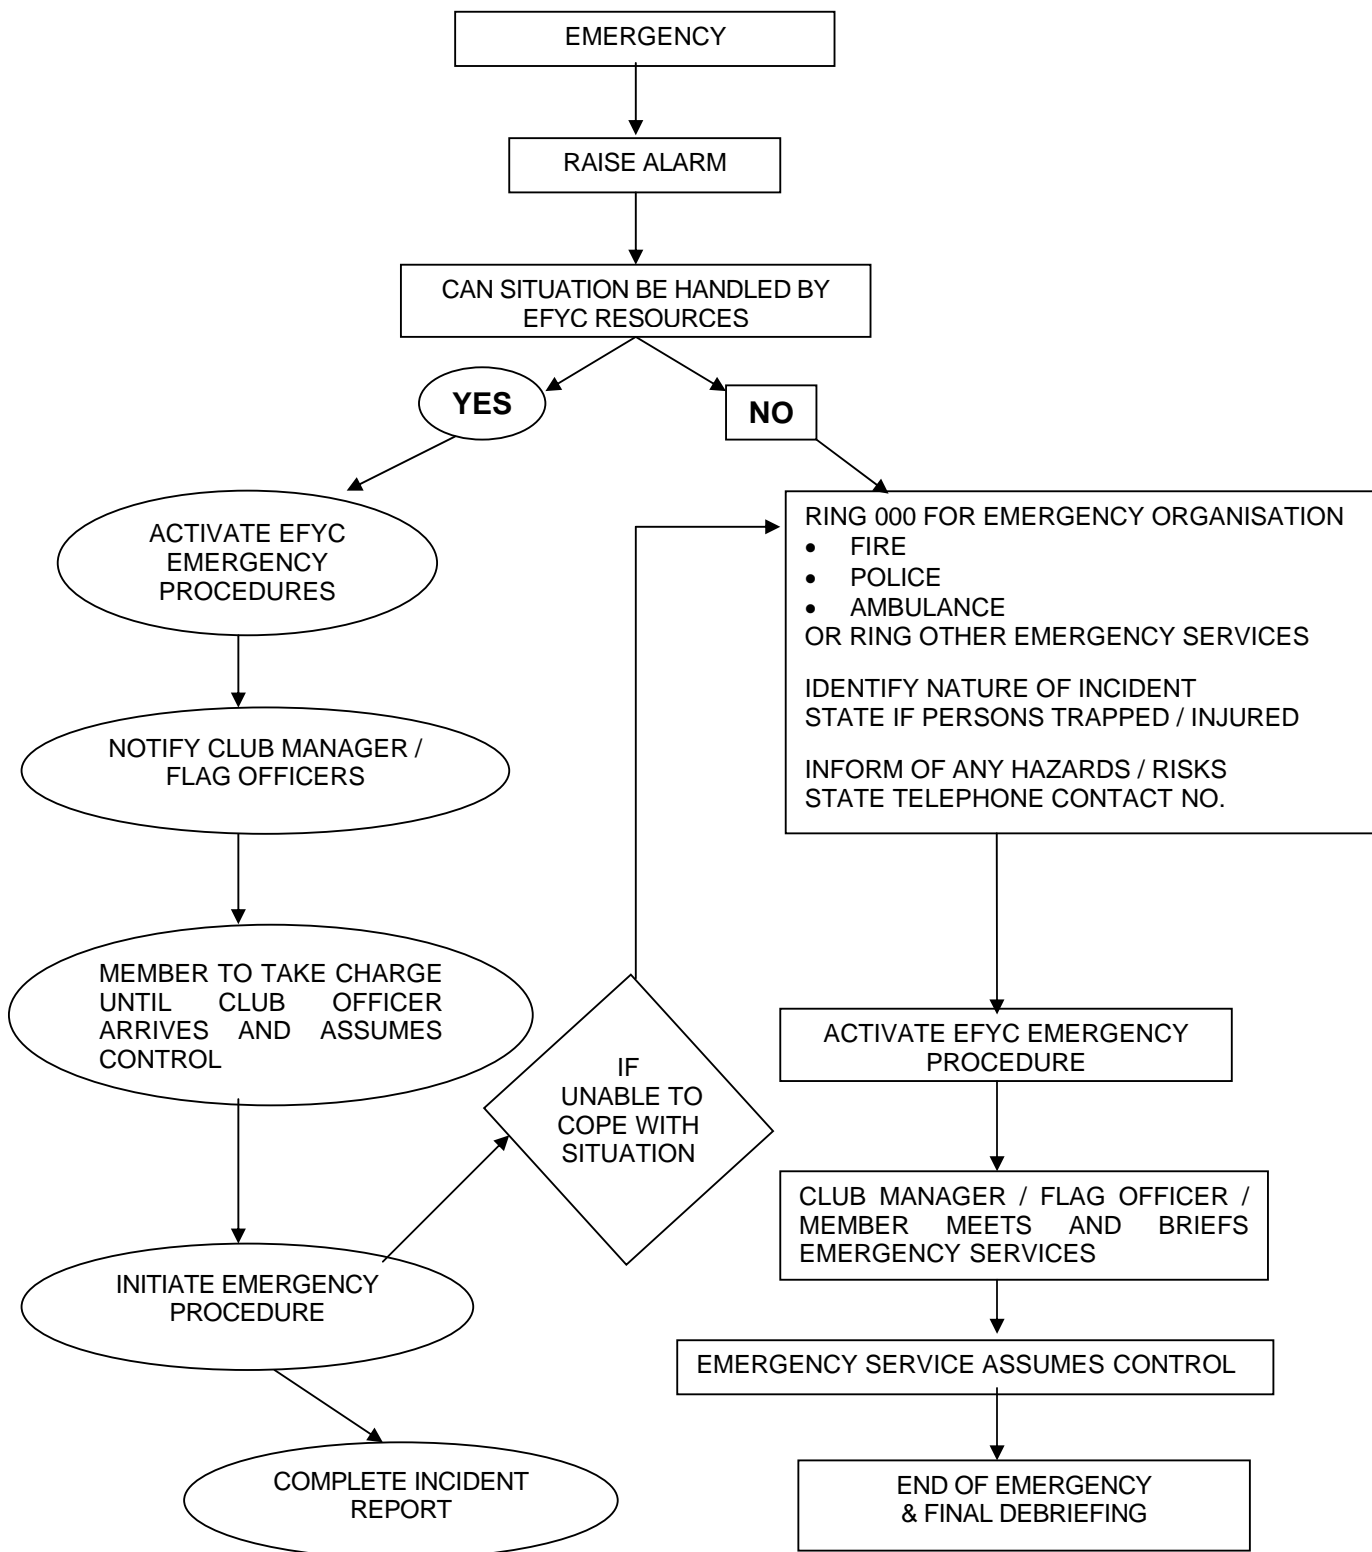 EMERGENCY
RAISE ALARM
CAN SITUATION BE HANDLED BY
EFYC RESOURCES
YES
NO
ACTIVATE EFYC
EMERGENCY
PROCEDURES
NOTIFY CLUB MANAGER /
FLAG OFFICERS
MEMBER TO TAKE CHARGE
UNTIL CLUB OFFICER
ARRIVES AND ASSUMES
CONTROL
INITIATE EMERGENCY
PROCEDURE
COMPLETE INCIDENT
REPORT
IF
UNABLE TO
COPE WITH
SITUATION
RING 000 FOR EMERGENCY ORGANISATION
• FIRE
• POLICE
• AMBULANCE
OR RING OTHER EMERGENCY SERVICES
IDENTIFY NATURE OF INCIDENT
STATE IF PERSONS TRAPPED / INJURED
INFORM OF ANY HAZARDS / RISKS
STATE TELEPHONE CONTACT NO.
ACTIVATE EFYC EMERGENCY
PROCEDURE
CLUB MANAGER / FLAG OFFICER /
MEMBER MEETS AND BRIEFS
EMERGENCY SERVICES
EMERGENCY SERVICE ASSUMES CONTROL
END OF EMERGENCY
& FINAL DEBRIEFING